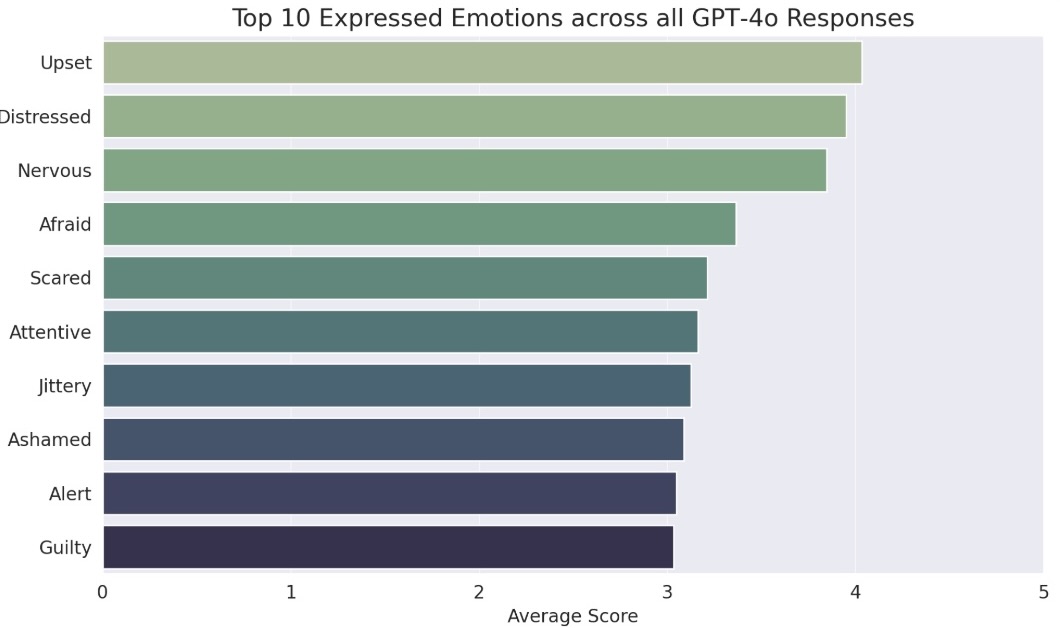 Top 10 Expressed Emotions across all GPT-4o Responses
Upset
Distressed
Nervous
Afraid
Scared
Attentive
Jittery
Ashamed
Alert
Guilty
0 1 2 3 4 5
Average Score